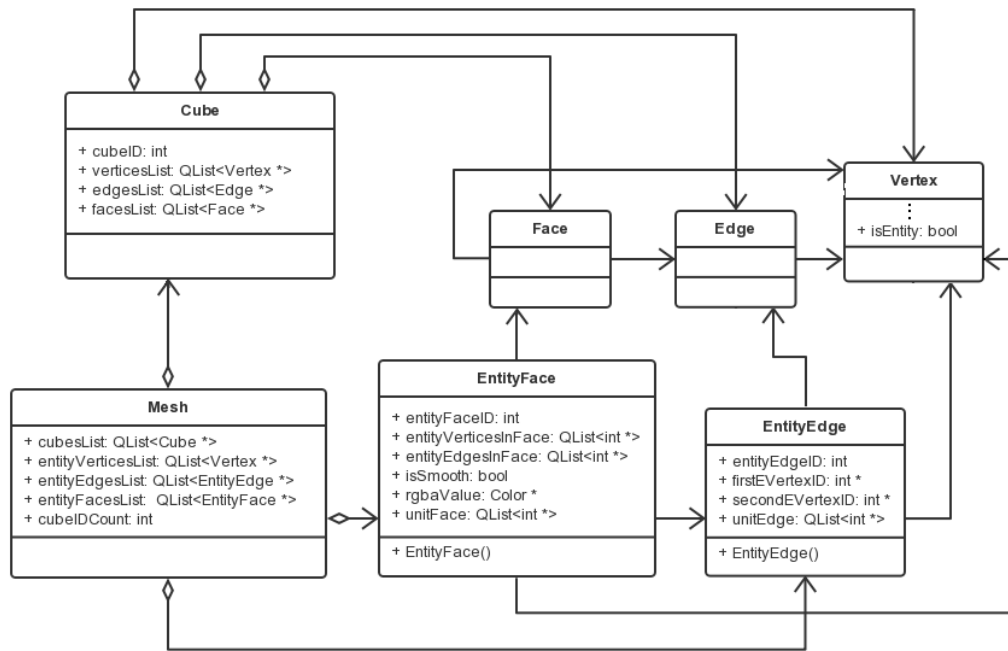 Cube
+ cubeID: int
+ verticesList: QList<Vertex *>
+ edgesList: QList<Edge *>
+ facesList: QList<Face *>
Vertex
+ isEntity: bool
Face
Edge
Mesh
+ cubesList: QList<Cube *>
+ entityVerticesList: QList<Vertex *>
+ entityEdgesList: QList<EntityEdge *>
+ entityFacesList:  QList<EntityFace *>
+ cubeIDCount: int
EntityFace
+ entityFaceID: int
+ entityVerticesInFace: QList<int *>
+ entityEdgesInFace: QList<int *>
+ isSmooth: bool
+ rgbaValue: Color *
+ unitFace: QList<int *>
+ EntityFace()
EntityEdge
+ entityEdgeID: int
+ firstEVertexID: int *
+ secondEVertexID: int *
+ unitEdge: QList<int *>
+ EntityEdge()